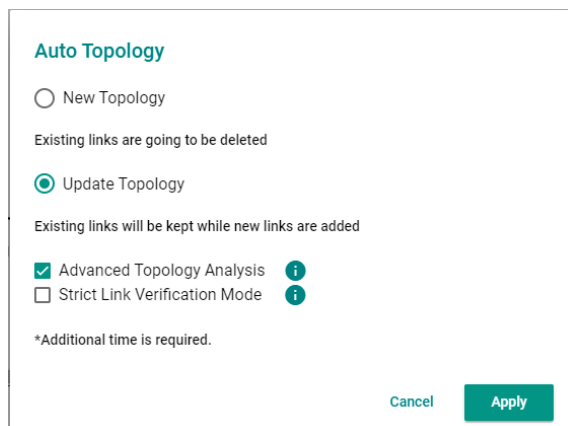 Auto Topology
New Topology
Existing links are going to be deleted
Update Topology
Existing links will be kept while new links are added
Advanced Topology Analysis i
Strict Link Verification Mode i
*Additional time is required.
Cancel Apply